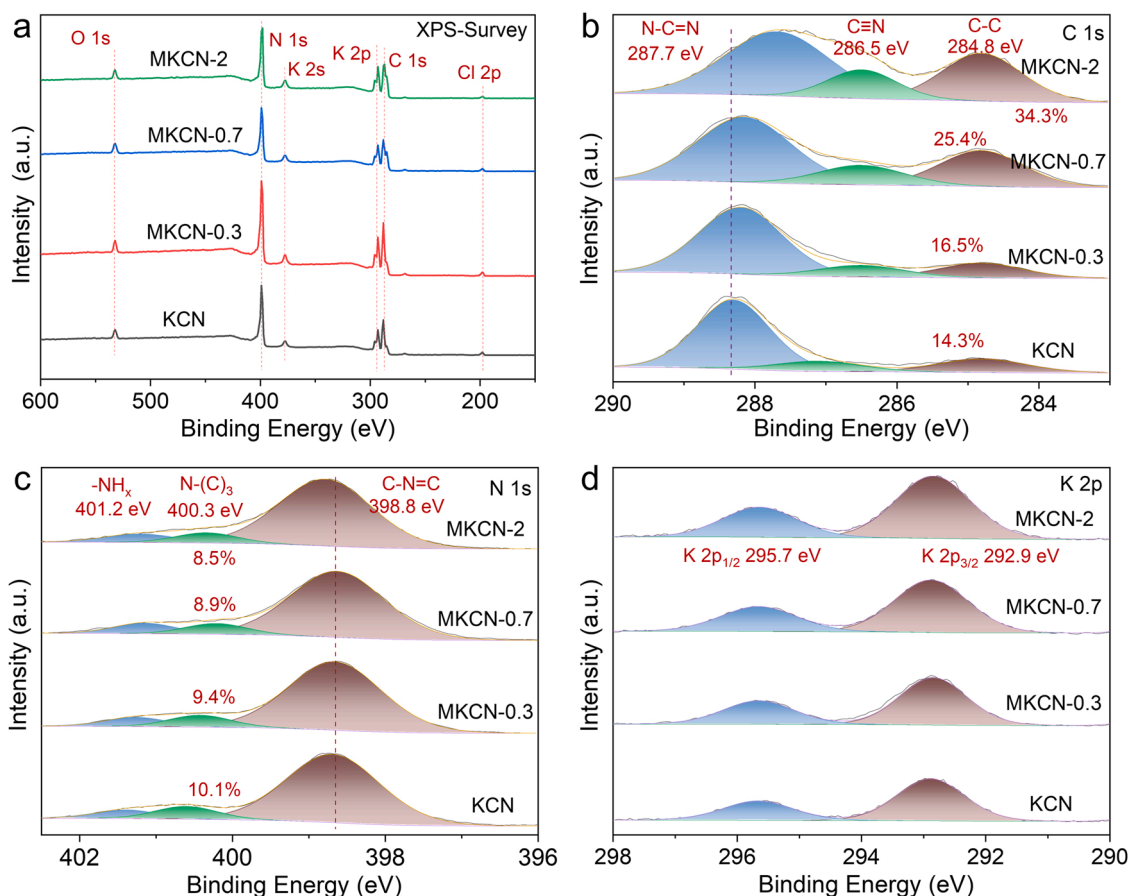 a
XPS-Survey
O 1s
N 1s
K 2s
K 2p
C 1s
Cl 2p
MKCN-2
MKCN-0.7
MKCN-0.3
KCN
Intensity (a.u.)
600 500 400 300 200
Binding Energy (eV)
b
C 1s
N-C=N
287.7 eV
C≡N
286.5 eV
C-C
284.8 eV
MKCN-2
34.3%
25.4%
MKCN-0.7
16.5%
MKCN-0.3
14.3%
KCN
Intensity (a.u.)
290 288 286 284
Binding Energy (eV)
c
N 1s
-NHₓ
401.2 eV
N-(C)₃
400.3 eV
C-N=C
398.8 eV
MKCN-2
8.5%
8.9%
MKCN-0.7
9.4%
MKCN-0.3
10.1%
KCN
Intensity (a.u.)
402 400 398 396
Binding Energy (eV)
d
K 2p
MKCN-2
K 2p₁/₂ 295.7 eV
K 2p₃/₂ 292.9 eV
MKCN-0.7
MKCN-0.3
KCN
Intensity (a.u.)
298 296 294 292 290
Binding Energy (eV)